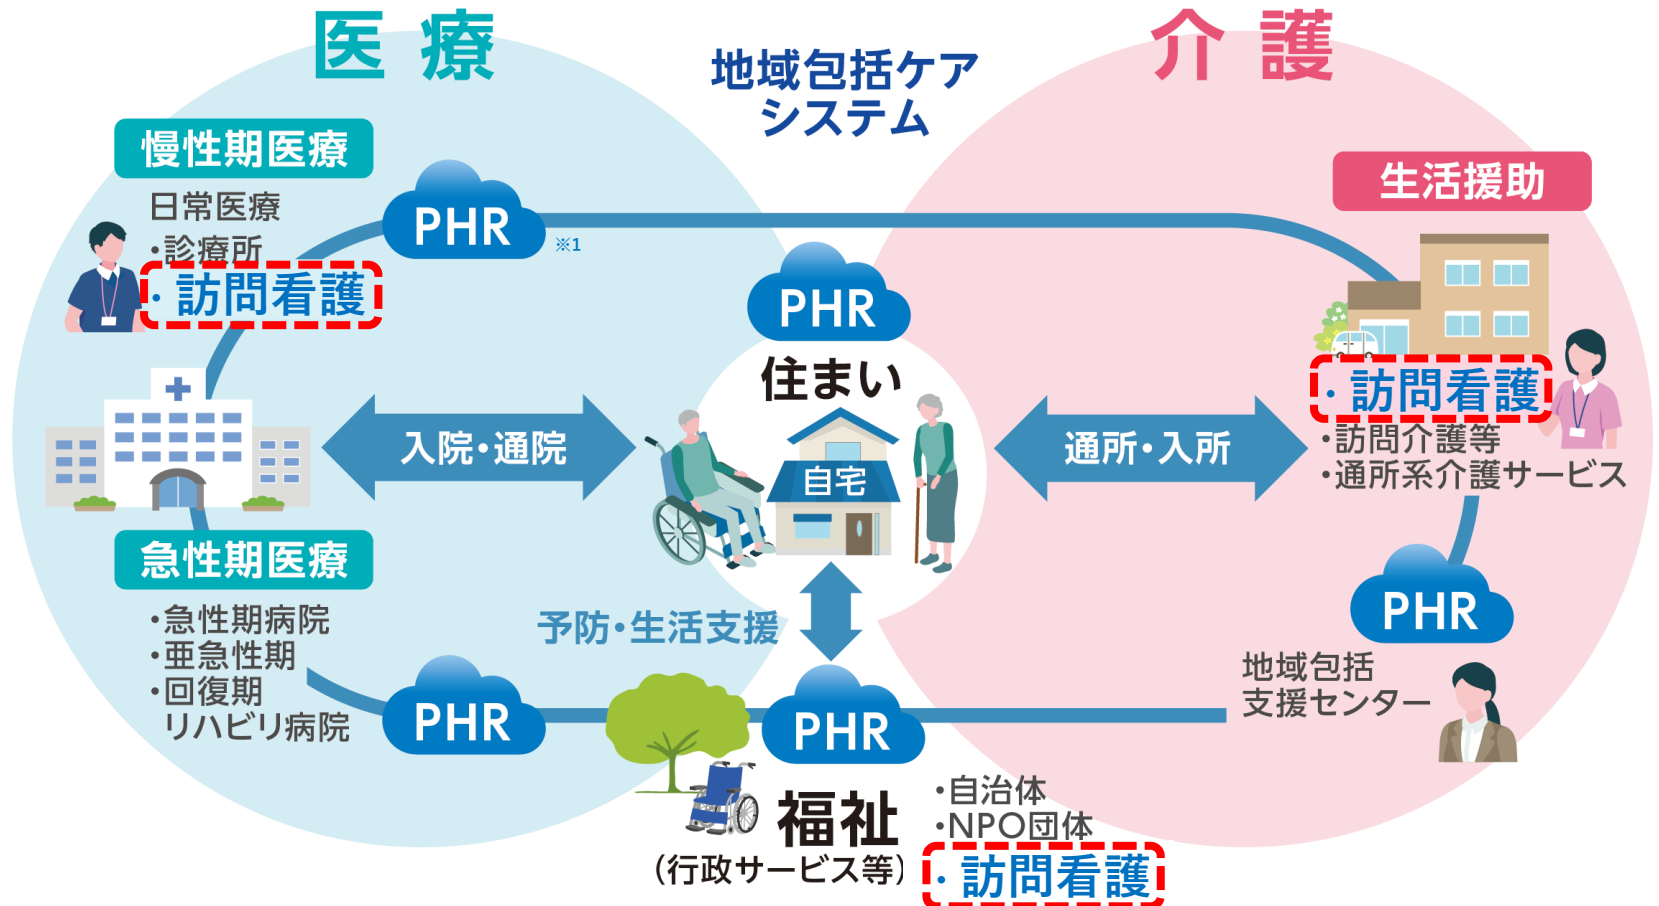 医療
地域包括ケア
システム
介護
慢性期医療
日常医療
・診療所
・訪問看護
PHR
※1
PHR
住まい
自宅
入院・通院
通所・入所
生活援助
・訪問看護
・訪問介護等
・通所系介護サービス
急性期医療
・急性期病院
・亜急性期
・回復期
リハビリ病院
予防・生活支援
PHR
PHR
PHR
地域包括
支援センター
福祉
(行政サービス等)
・自治体
・NPO団体
・訪問看護